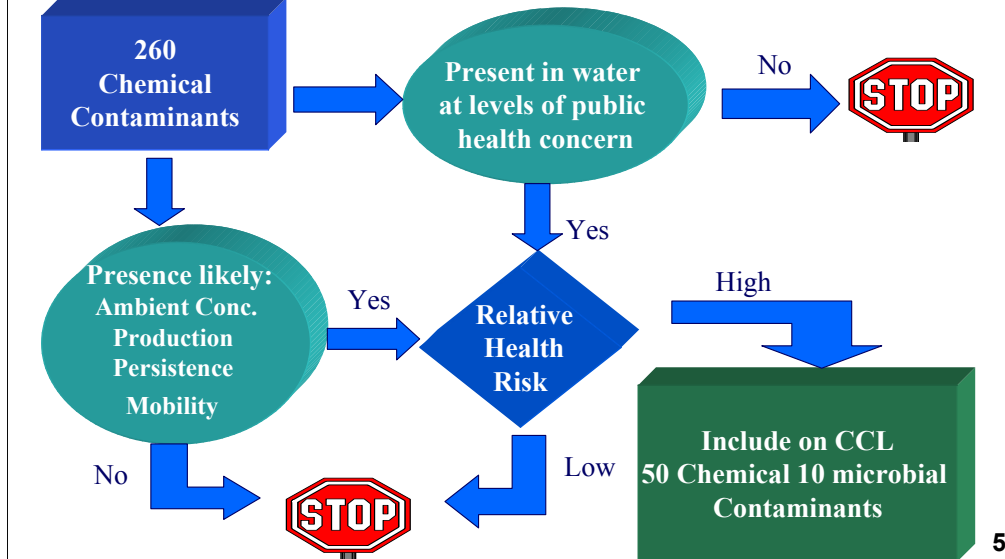 260
Chemical
Contaminants
Present in water
at levels of public
health concern
No
STOP
Yes
Presence likely:
Ambient Conc.
Production
Persistence
Mobility
Yes
Relative
Health
Risk
High
Include on CCL
50 Chemical 10 microbial
Contaminants
No
STOP
Low
5